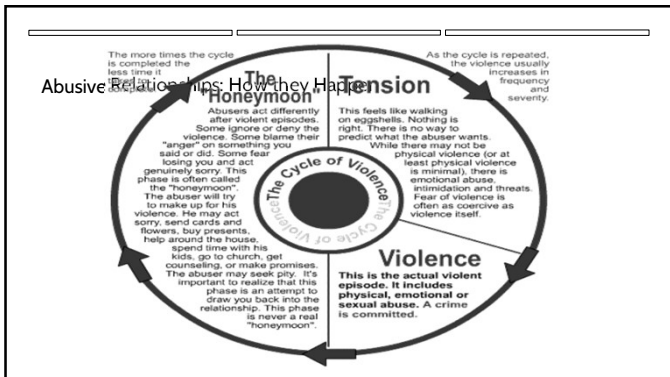 The more times the cycle
is completed the
less time it
takes to
As the cycle is repeated,
the violence usually
increases in
frequency
and
severity.
Abusive Relationships: How they Happen
The
"Honeymoon"
Abusers act differently
after violent episodes.
Some ignore or deny the
violence. Some blame their
"anger" on something you
said or did. Some fear
losing you and act
genuinely sorry. This
phase is often called
the "honeymoon".
The abuser will try
to make up for his
violence. He may act
sorry, send cards and
flowers, buy presents,
help around the house,
spend time with his
kids, go to church, get
counseling, or make promises.
The abuser may seek pity. It's
important to realize that this
phase is an attempt to
draw you back into the
relationship. This phase
is never a real
"honeymoon".
Tension
This feels like walking
on eggshells. Nothing is
right. There is no way to
predict what the abuser wants.
While there may not be
physical violence (or at
least physical violence
is minimal), there is
emotional abuse,
intimidation and threats.
Fear of violence is
often as coercive as
violence itself.
The Cycle of Violence
The Cycle of Violence
Violence
This is the actual violent
episode. It includes
physical, emotional or
sexual abuse. A crime
is committed.